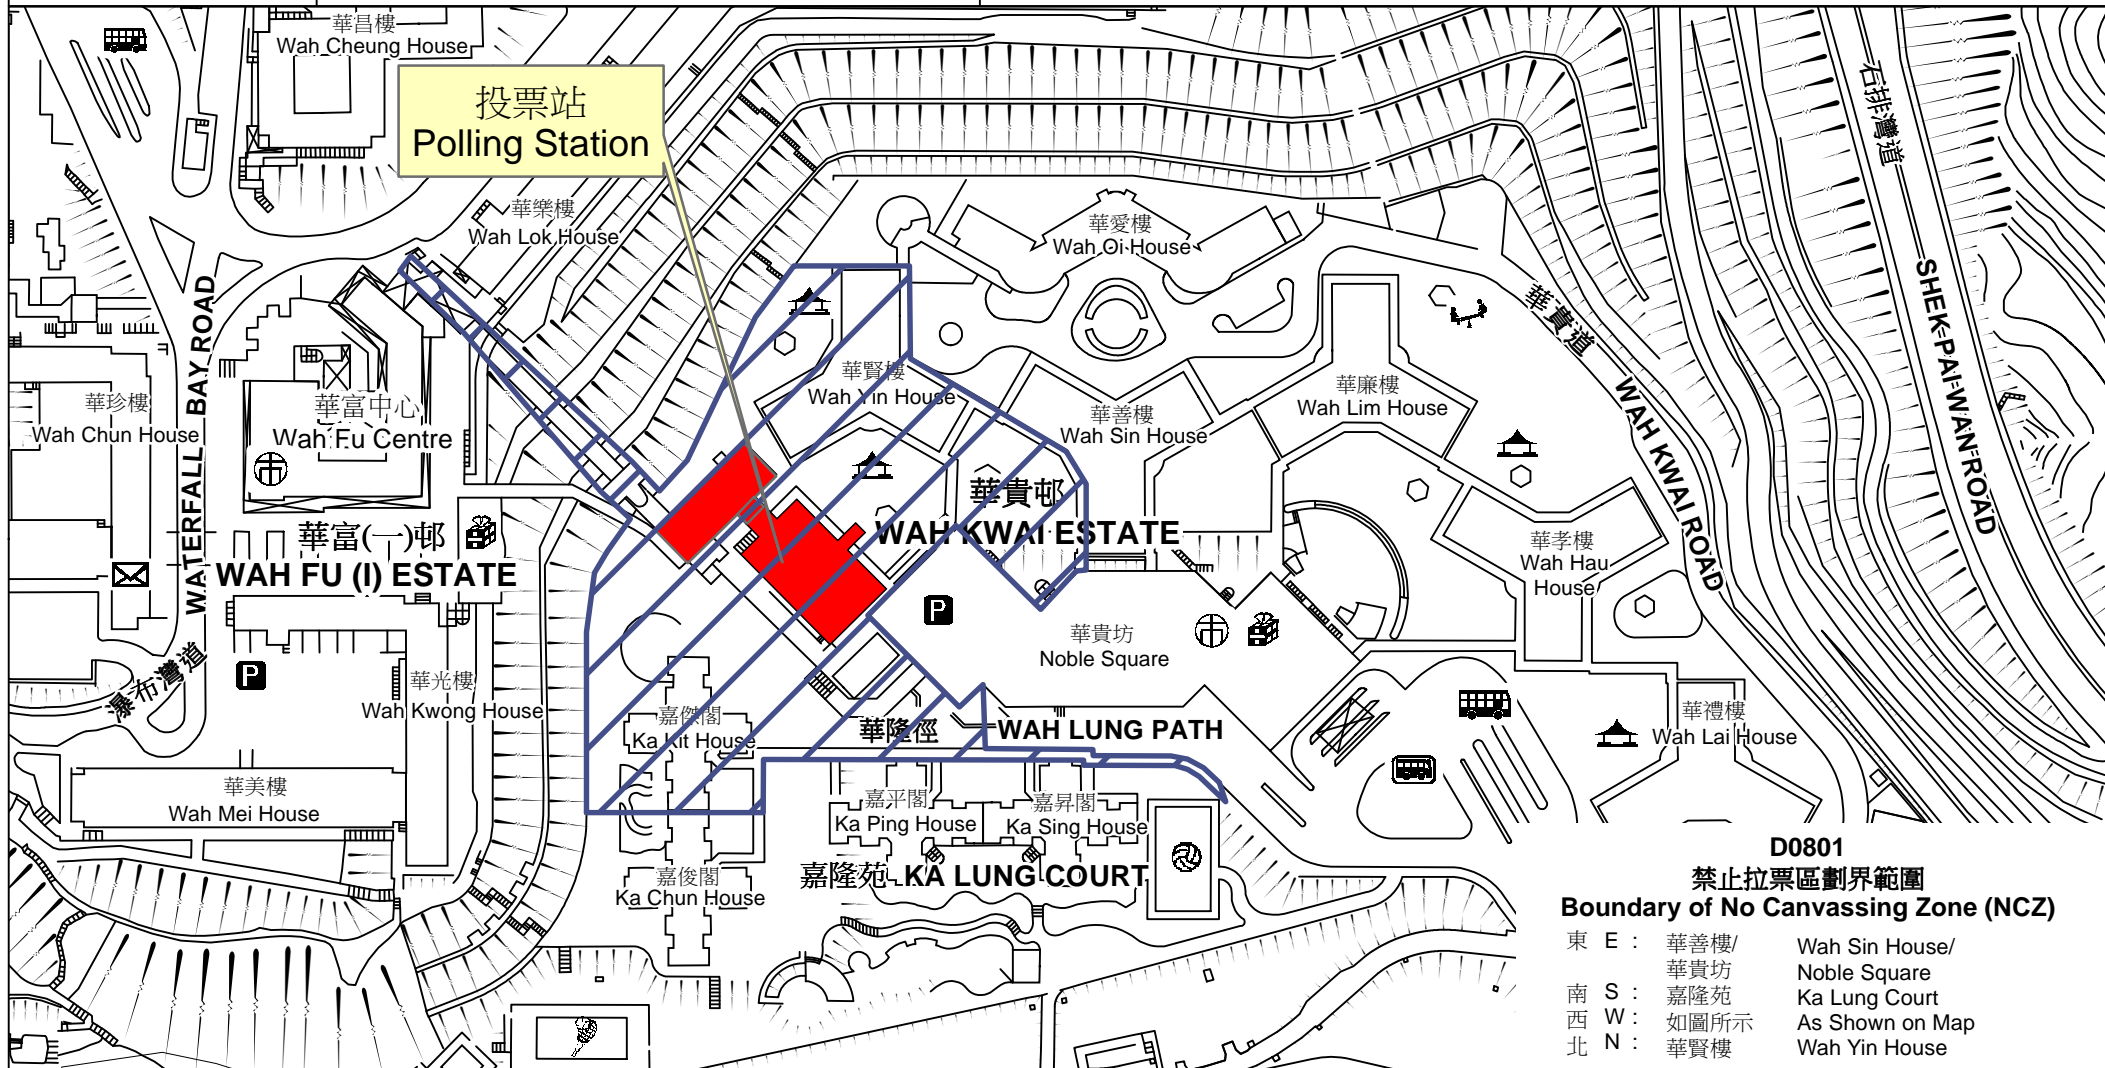 華昌樓
Wah Cheung House
投票站
Polling Station
石排灣道
華樂樓
Wah Lok House
華愛樓
Wah Oi House
SHEK PAI WAN ROAD
WATERFALL BAY ROAD
華貴道
WAH KWAI ROAD
華珍樓
Wah Chun House
華富中心
Wah Fu Centre
華賢樓
Wah Yin House
華善樓
Wah Sin House
華廉樓
Wah Lim House
華貴邨
WAH KWAI ESTATE
華富(一)邨
WAH FU (I) ESTATE
華孝樓
Wah Hau
House
P
華貴坊
Noble Square
瀑布灣道
P
華光樓
Wah Kwong House
嘉傑閣
Ka Kit House
華隆徑
WAH LUNG PATH
華禮樓
Wah Lai House
華美樓
Wah Mei House
嘉平閣
Ka Ping House
嘉昇閣
Ka Sing House
嘉俊閣
Ka Chun House
嘉隆苑 KA LUNG COURT
D0801
禁止拉票區劃界範圍
Boundary of No Canvassing Zone (NCZ)
東 E : 華善樓/ Wah Sin House/
華貴坊 Noble Square
南 S : 嘉隆苑 Ka Lung Court
西 W : 如圖所示 As Shown on Map
北 N : 華賢樓 Wah Yin House